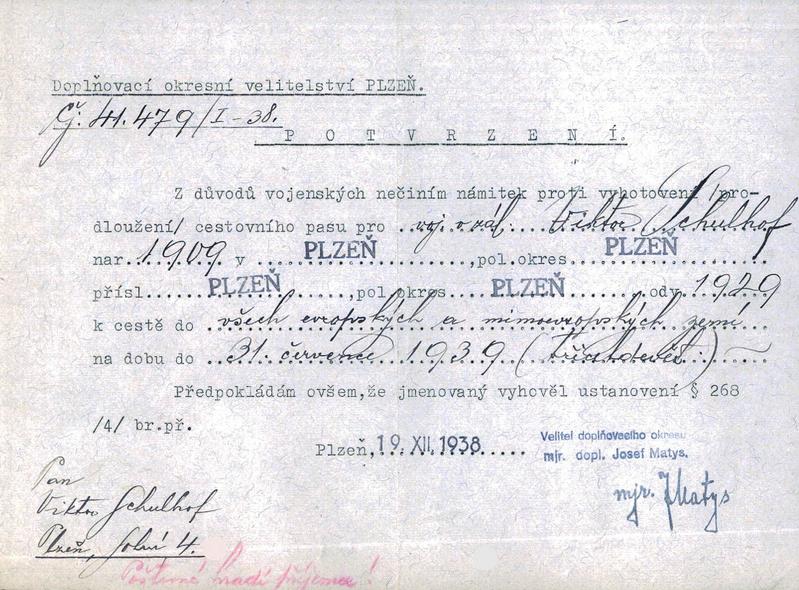 Doplňovací okresní velitelství PLZEŇ.
Čj: 41.479/I-38.
P O T V R Z E N Í.
Z důvodů vojenských nečiním námitek proti vyhotovení /pro-
dloužení/ cestovního pasu pro voj. v zál. Viktor Schulhof
nar. 1909 v PLZEŇ, pol. okres PLZEŇ
přísl. PLZEŇ, pol. okres PLZEŇ odv. 1929
k cestě do všech evropských a mimoevropských zemí
na dobu do 31. července 1939 (třicetdevět)
Předpokládám ovšem, že jmenovaný vyhověl ustanovení § 268
/4/ br.př.
Plzeň, 19. XII. 1938
Velitel doplňovacího okresu
mjr. dopl. Josef Matys.
mjr. JMatys
Pan
Viktor Schulhof
Plzeň, Solní 4.
Poštovné hradí příjemce!